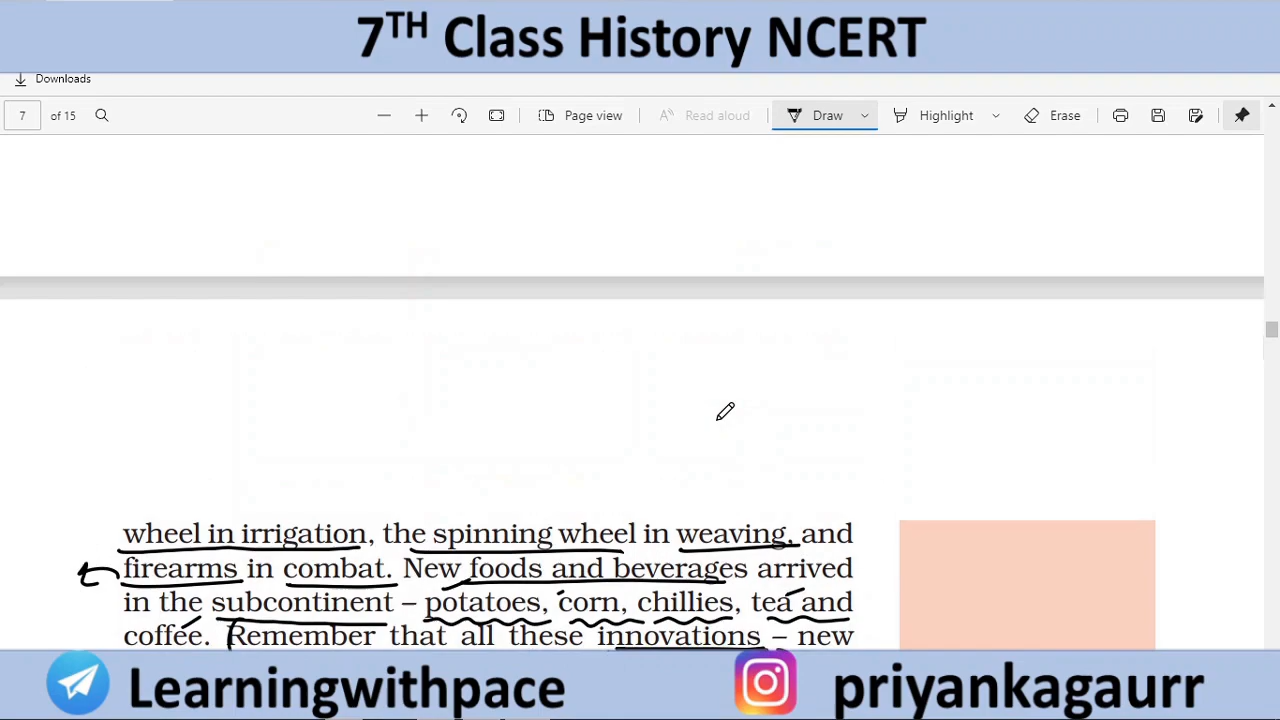 7TH Class History NCERT
Downloads
7 of 15 Page view Read aloud Draw Highlight Erase
wheel in irrigation, the spinning wheel in weaving, and
firearms in combat. New foods and beverages arrived
in the subcontinent – potatoes, corn, chillies, tea and
coffee. Remember that all these innovations – new
Learningwithpace priyankagaurr